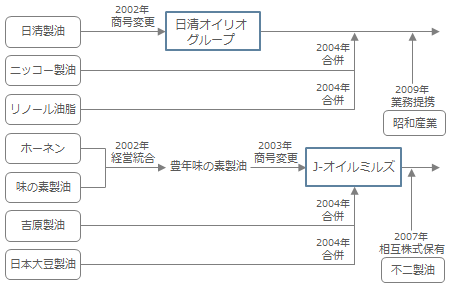 日清製油
2002年
商号変更
日清オイリオ
グループ
ニッコー製油
2004年
合併
リノール油脂
2004年
合併
2009年
業務提携
昭和産業
ホーネン
味の素製油
2002年
経営統合
豊年味の素製油
2003年
商号変更
J-オイルミルズ
吉原製油
2004年
合併
日本大豆製油
2004年
合併
2007年
相互株式保有
不二製油